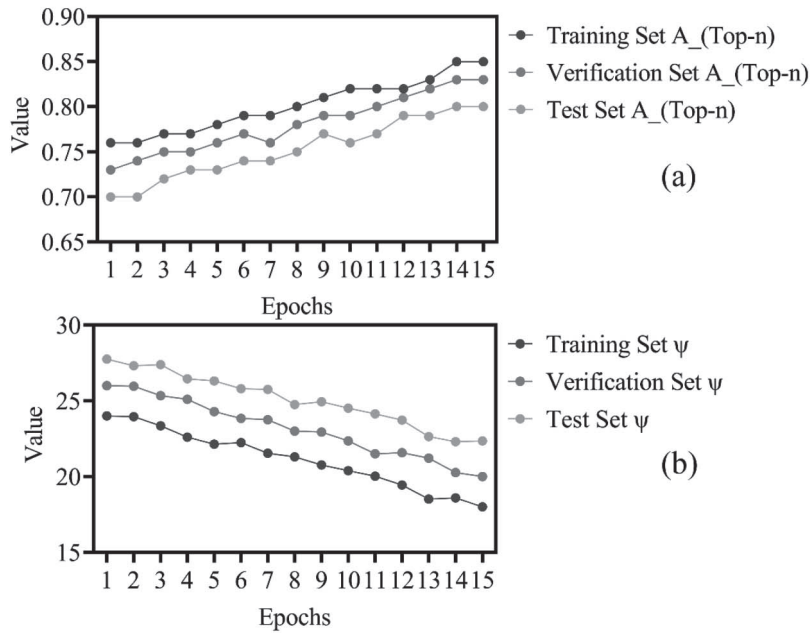 0.90
0.85
0.80
0.75
0.70
0.65
Value
1 2 3 4 5 6 7 8 9 10 11 12 13 14 15
Epochs
Training Set A_(Top-n)
Verification Set A_(Top-n)
Test Set A_(Top-n)
(a)
30
25
20
15
Value
1 2 3 4 5 6 7 8 9 10 11 12 13 14 15
Epochs
Training Set ψ
Verification Set ψ
Test Set ψ
(b)